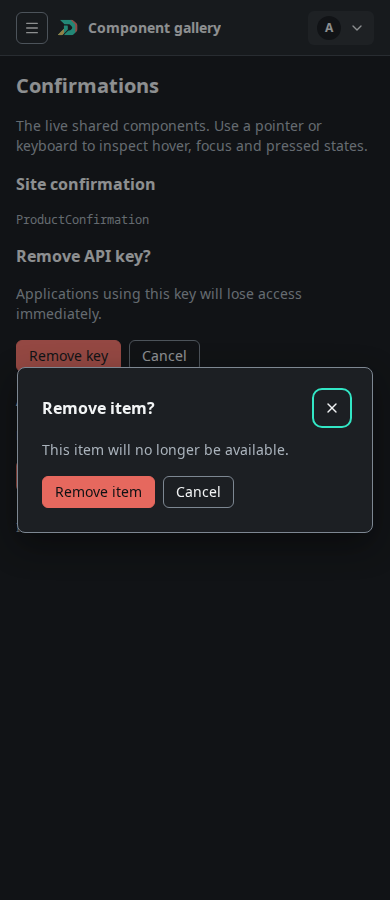 Component gallery
A
Confirmations
The live shared components. Use a pointer or
keyboard to inspect hover, focus and pressed states.
Site confirmation
ProductConfirmation
Remove API key?
Applications using this key will lose access
immediately.
Remove key
Cancel
Remove item?
This item will no longer be available.
Remove item
Cancel